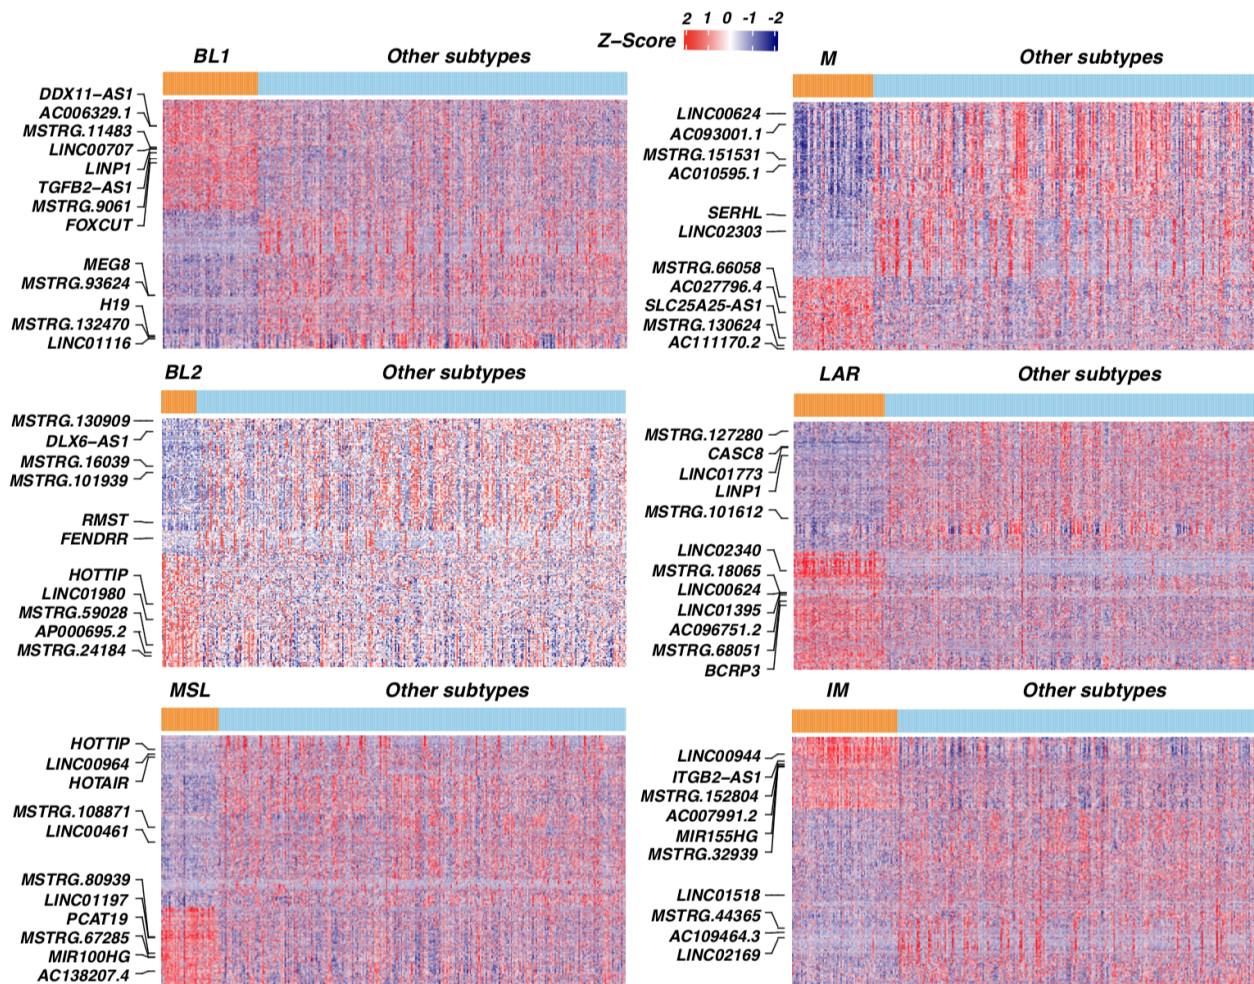 Z–Score 2 1 0 -1 -2
BL1 Other subtypes
DDX11–AS1
AC006329.1
MSTRG.11483
LINC00707
LINP1
TGFB2–AS1
MSTRG.9061
FOXCUT
MEG8
MSTRG.93624
H19
MSTRG.132470
LINC01116
M Other subtypes
LINC00624
AC093001.1
MSTRG.151531
AC010595.1
SERHL
LINC02303
MSTRG.66058
AC027796.4
SLC25A25-AS1
MSTRG.130624
AC111170.2
BL2 Other subtypes
MSTRG.130909
DLX6–AS1
MSTRG.16039
MSTRG.101939
RMST
FENDRR
HOTTIP
LINC01980
MSTRG.59028
AP000695.2
MSTRG.24184
LAR Other subtypes
MSTRG.127280
CASC8
LINC01773
LINP1
MSTRG.101612
LINC02340
MSTRG.18065
LINC00624
LINC01395
AC096751.2
MSTRG.68051
BCRP3
MSL Other subtypes
HOTTIP
LINC00964
HOTAIR
MSTRG.108871
LINC00461
MSTRG.80939
LINC01197
PCAT19
MSTRG.67285
MIR100HG
AC138207.4
IM Other subtypes
LINC00944
ITGB2–AS1
MSTRG.152804
AC007991.2
MIR155HG
MSTRG.32939
LINC01518
MSTRG.44365
AC109464.3
LINC02169